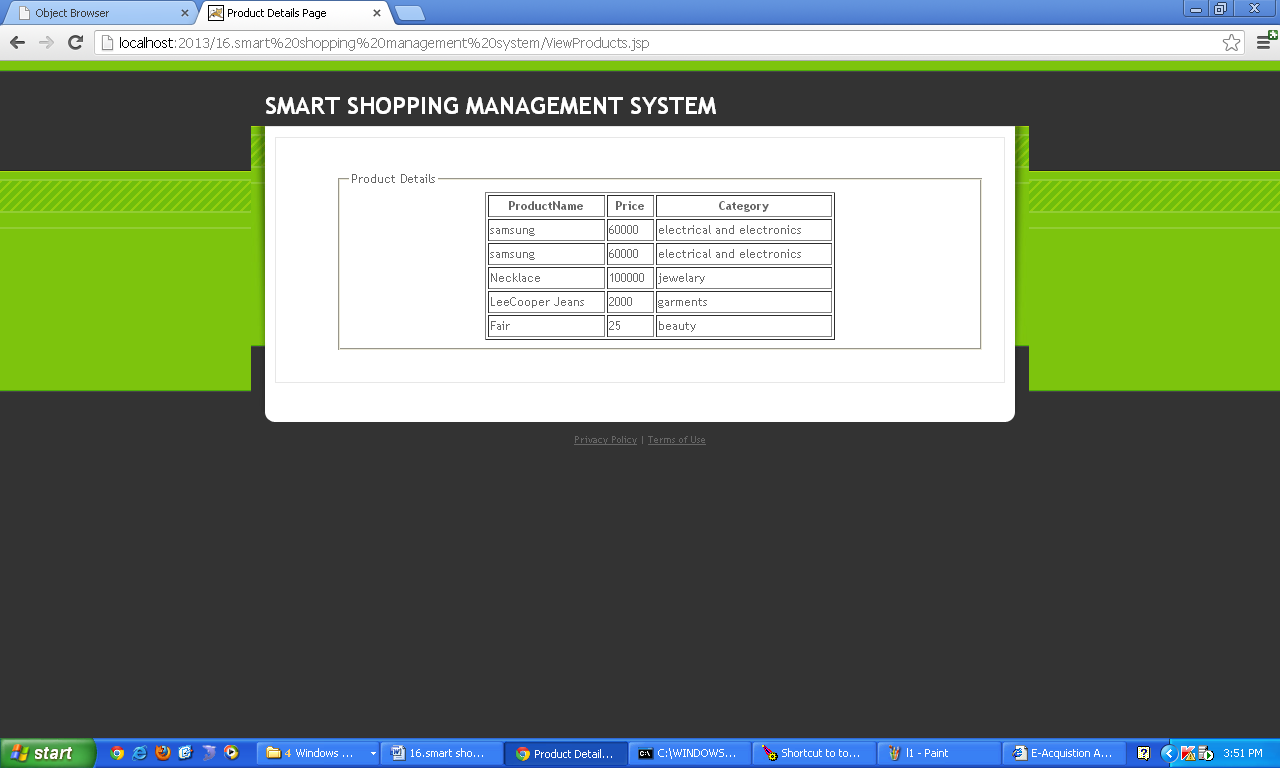 Object Browser
Product Details Page
localhost:2013/16.smart%20shopping%20management%20system/ViewProducts.jsp
SMART SHOPPING MANAGEMENT SYSTEM
Product Details
ProductName Price Category
samsung 60000 electrical and electronics
samsung 60000 electrical and electronics
Necklace 100000 jewelary
LeeCooper Jeans 2000 garments
Fair 25 beauty
Privacy Policy | Terms of Use
start 4 Windows ... 16.smart sho... Product Detail... C:\WINDOWS... Shortcut to to... l1 - Paint E-Acquistion A... 3:51 PM